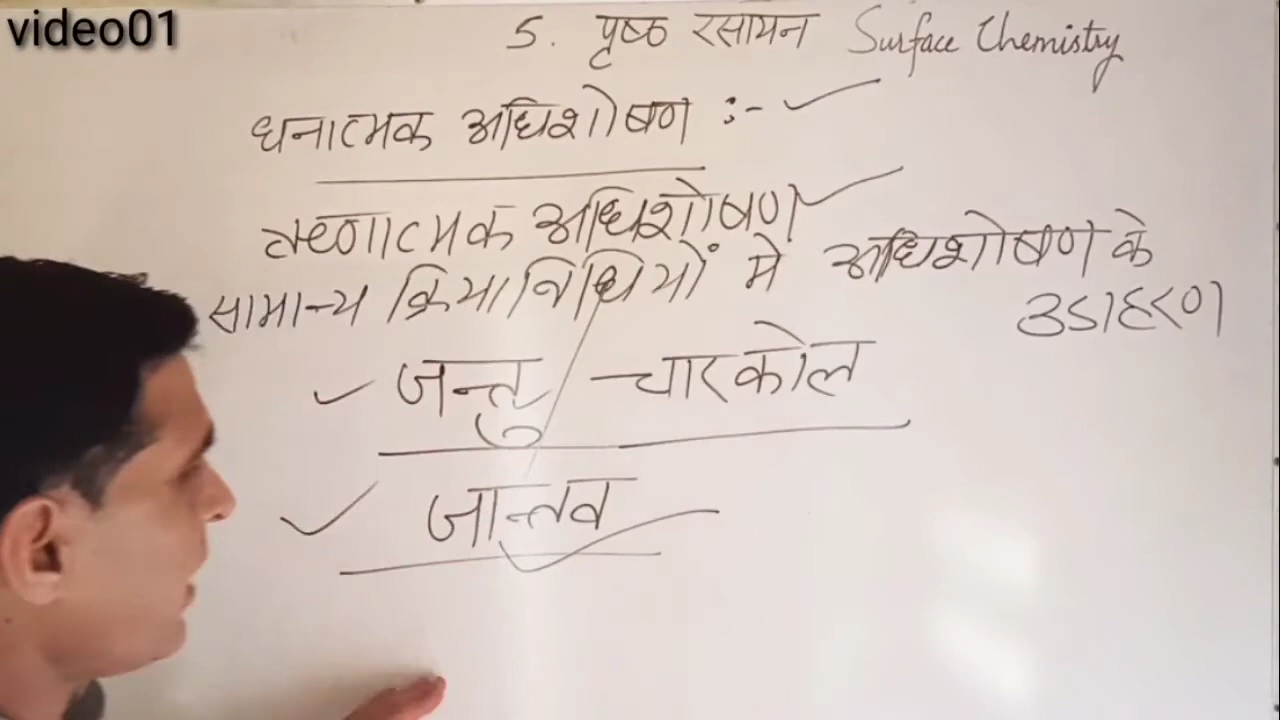 video01
5. पृष्ठ रसायन Surface Chemistry
धनात्मक अधिशोषण :-
ऋणात्मक अधिशोषण
सामान्य क्रियाविधियों में अधिशोषण के
उदाहरण
जन्तु चारकोल
जान्तव